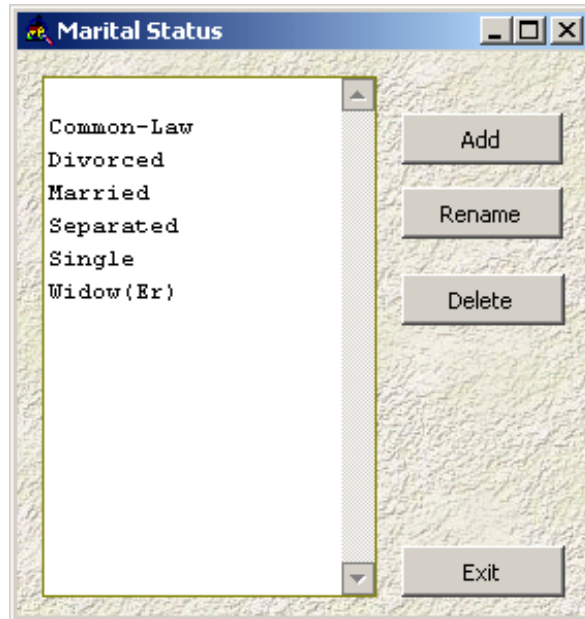 Marital Status
Common-Law
Divorced
Married
Separated
Single
Widow(Er)
Add
Rename
Delete
Exit